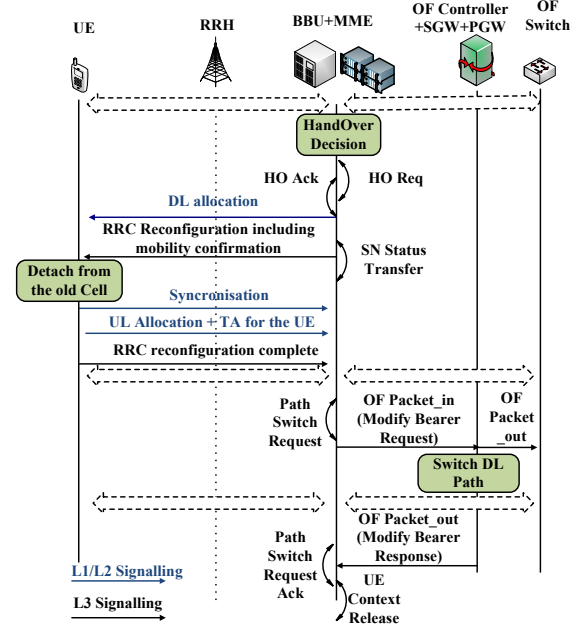 UE
RRH
BBU+MME
OF Controller
+SGW+PGW
OF
Switch
HandOver
Decision
HO Ack
HO Req
DL allocation
RRC Reconfiguration including
mobility confirmation
SN Status
Transfer
Detach from
the old Cell
Syncronisation
UL Allocation + TA for the UE
RRC reconfiguration complete
Path
Switch
Request
OF Packet_in
(Modify Bearer
Request)
OF
Packet
_out
Switch DL
Path
OF Packet_out
(Modify Bearer
Response)
Path
Switch
Request
Ack
UE
Context
Release
L1/L2 Signalling
L3 Signalling